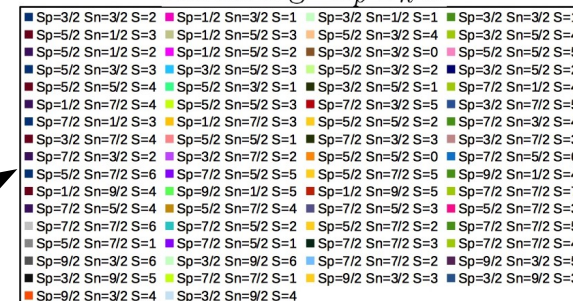 Sp=3/2 Sn=3/2 S=2 Sp=1/2 Sn=3/2 S=1 Sp=3/2 Sn=1/2 S=1 Sp=3/2 Sn=3/2
Sp=5/2 Sn=1/2 S=3 Sp=1/2 Sn=5/2 S=3 Sp=5/2 Sn=3/2 S=4 Sp=3/2 Sn=5/2
Sp=5/2 Sn=1/2 S=2 Sp=1/2 Sn=5/2 S=2 Sp=3/2 Sn=3/2 S=0 Sp=5/2 Sn=5/2
Sp=5/2 Sn=3/2 S=3 Sp=3/2 Sn=5/2 S=3 Sp=5/2 Sn=3/2 S=2 Sp=3/2 Sn=5/2
Sp=5/2 Sn=5/2 S=4 Sp=5/2 Sn=3/2 S=1 Sp=3/2 Sn=5/2 S=1 Sp=7/2 Sn=1/2
Sp=1/2 Sn=7/2 S=4 Sp=5/2 Sn=5/2 S=3 Sp=7/2 Sn=3/2 S=5 Sp=3/2 Sn=7/2
Sp=7/2 Sn=1/2 S=3 Sp=1/2 Sn=7/2 S=3 Sp=5/2 Sn=5/2 S=2 Sp=7/2 Sn=3/2
Sp=3/2 Sn=7/2 S=4 Sp=5/2 Sn=5/2 S=1 Sp=7/2 Sn=3/2 S=3 Sp=3/2 Sn=7/2
Sp=7/2 Sn=3/2 S=2 Sp=3/2 Sn=7/2 S=2 Sp=5/2 Sn=5/2 S=0 Sp=7/2 Sn=5/2
Sp=5/2 Sn=7/2 S=6 Sp=7/2 Sn=5/2 S=5 Sp=5/2 Sn=7/2 S=5 Sp=9/2 Sn=1/2
Sp=1/2 Sn=9/2 S=4 Sp=9/2 Sn=1/2 S=5 Sp=1/2 Sn=9/2 S=5 Sp=7/2 Sn=7/2
Sp=7/2 Sn=5/2 S=4 Sp=5/2 Sn=7/2 S=4 Sp=7/2 Sn=5/2 S=3 Sp=5/2 Sn=7/2
Sp=7/2 Sn=7/2 S=6 Sp=7/2 Sn=5/2 S=2 Sp=5/2 Sn=7/2 S=2 Sp=7/2 Sn=7/2
Sp=5/2 Sn=7/2 S=1 Sp=7/2 Sn=5/2 S=1 Sp=7/2 Sn=7/2 S=3 Sp=7/2 Sn=7/2
Sp=9/2 Sn=3/2 S=6 Sp=3/2 Sn=9/2 S=6 Sp=7/2 Sn=7/2 S=2 Sp=9/2 Sn=3/2
Sp=3/2 Sn=9/2 S=5 Sp=7/2 Sn=7/2 S=1 Sp=9/2 Sn=3/2 S=3 Sp=3/2 Sn=9/2
Sp=9/2 Sn=3/2 S=4 Sp=3/2 Sn=9/2 S=4